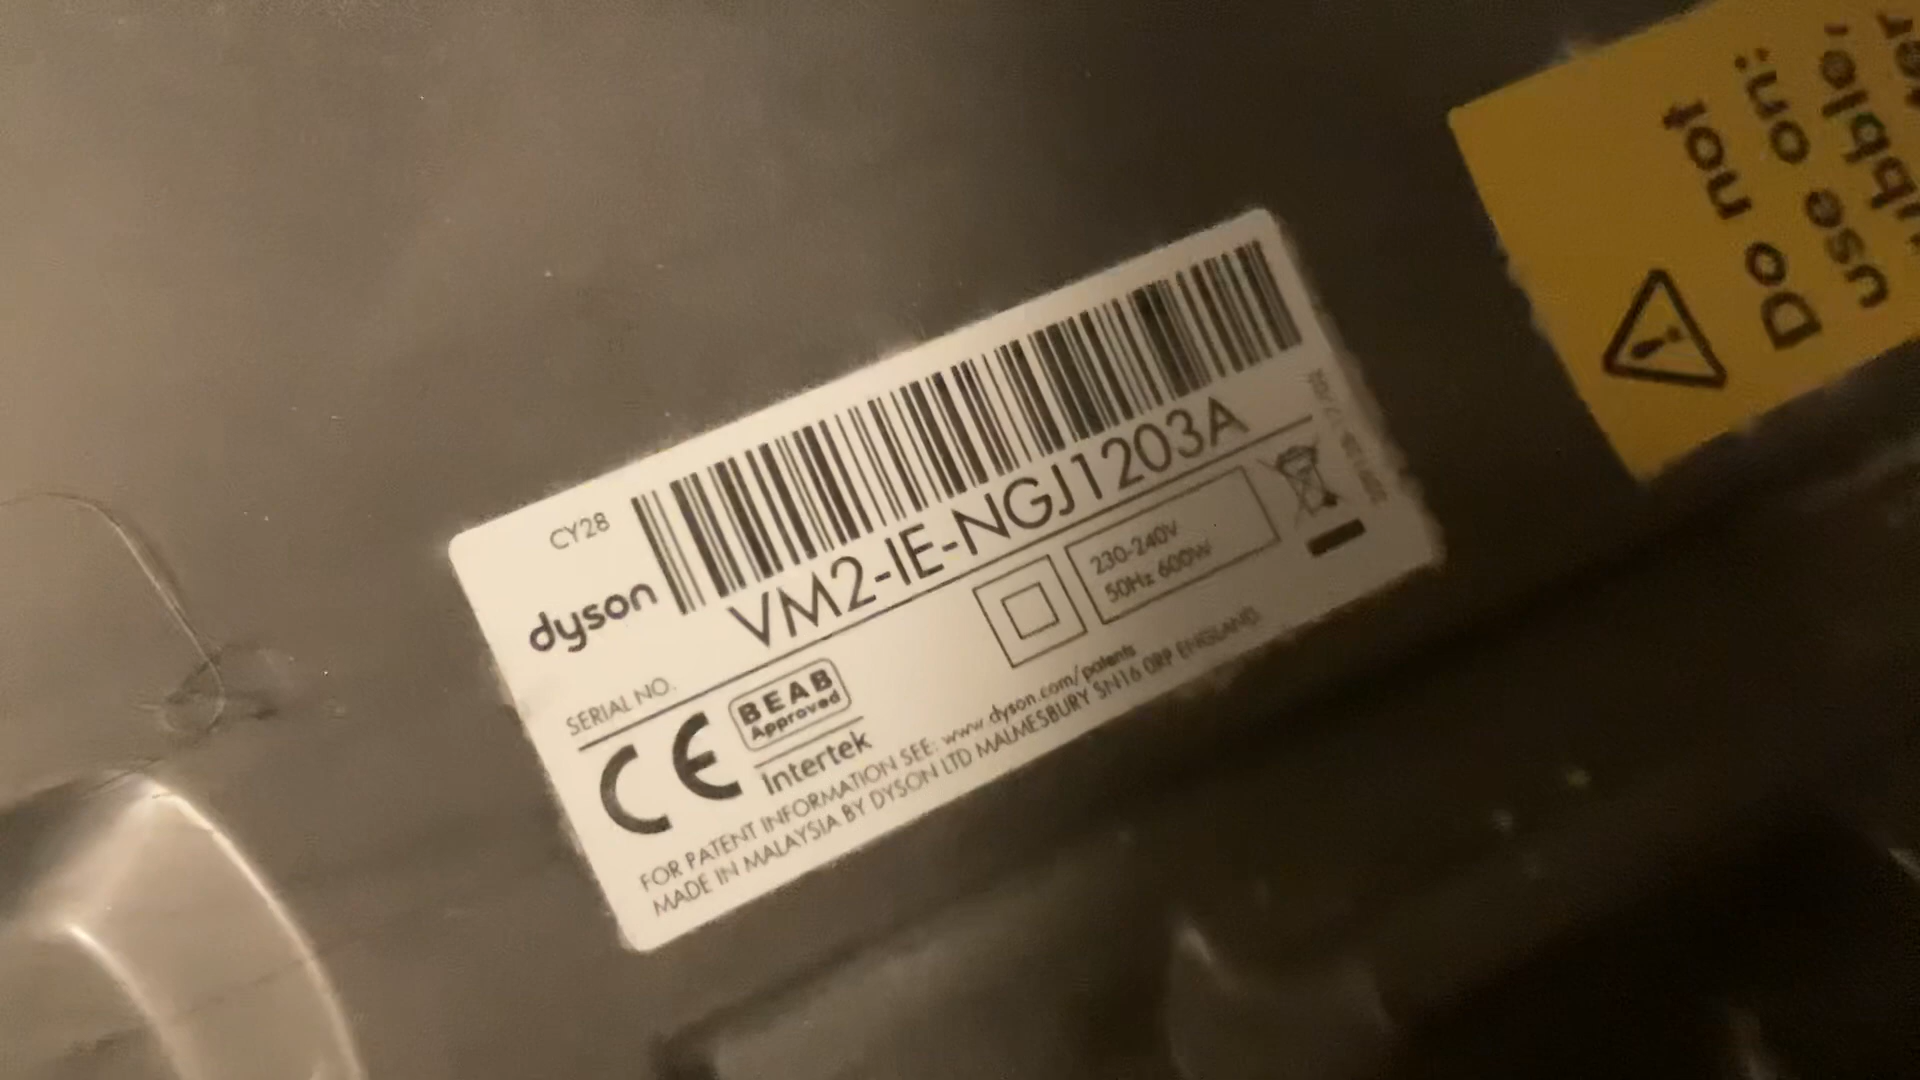 CY28
dyson
SERIAL NO.
VM2-IE-NGJ1203A
CE
BEAB
Approved
Intertek
230-240V
50Hz 600W
FOR PATENT INFORMATION SEE: www.dyson.com/patents
MADE IN MALAYSIA BY DYSON LTD MALMESBURY SN16 0RP ENGLAND
Do not
use on: